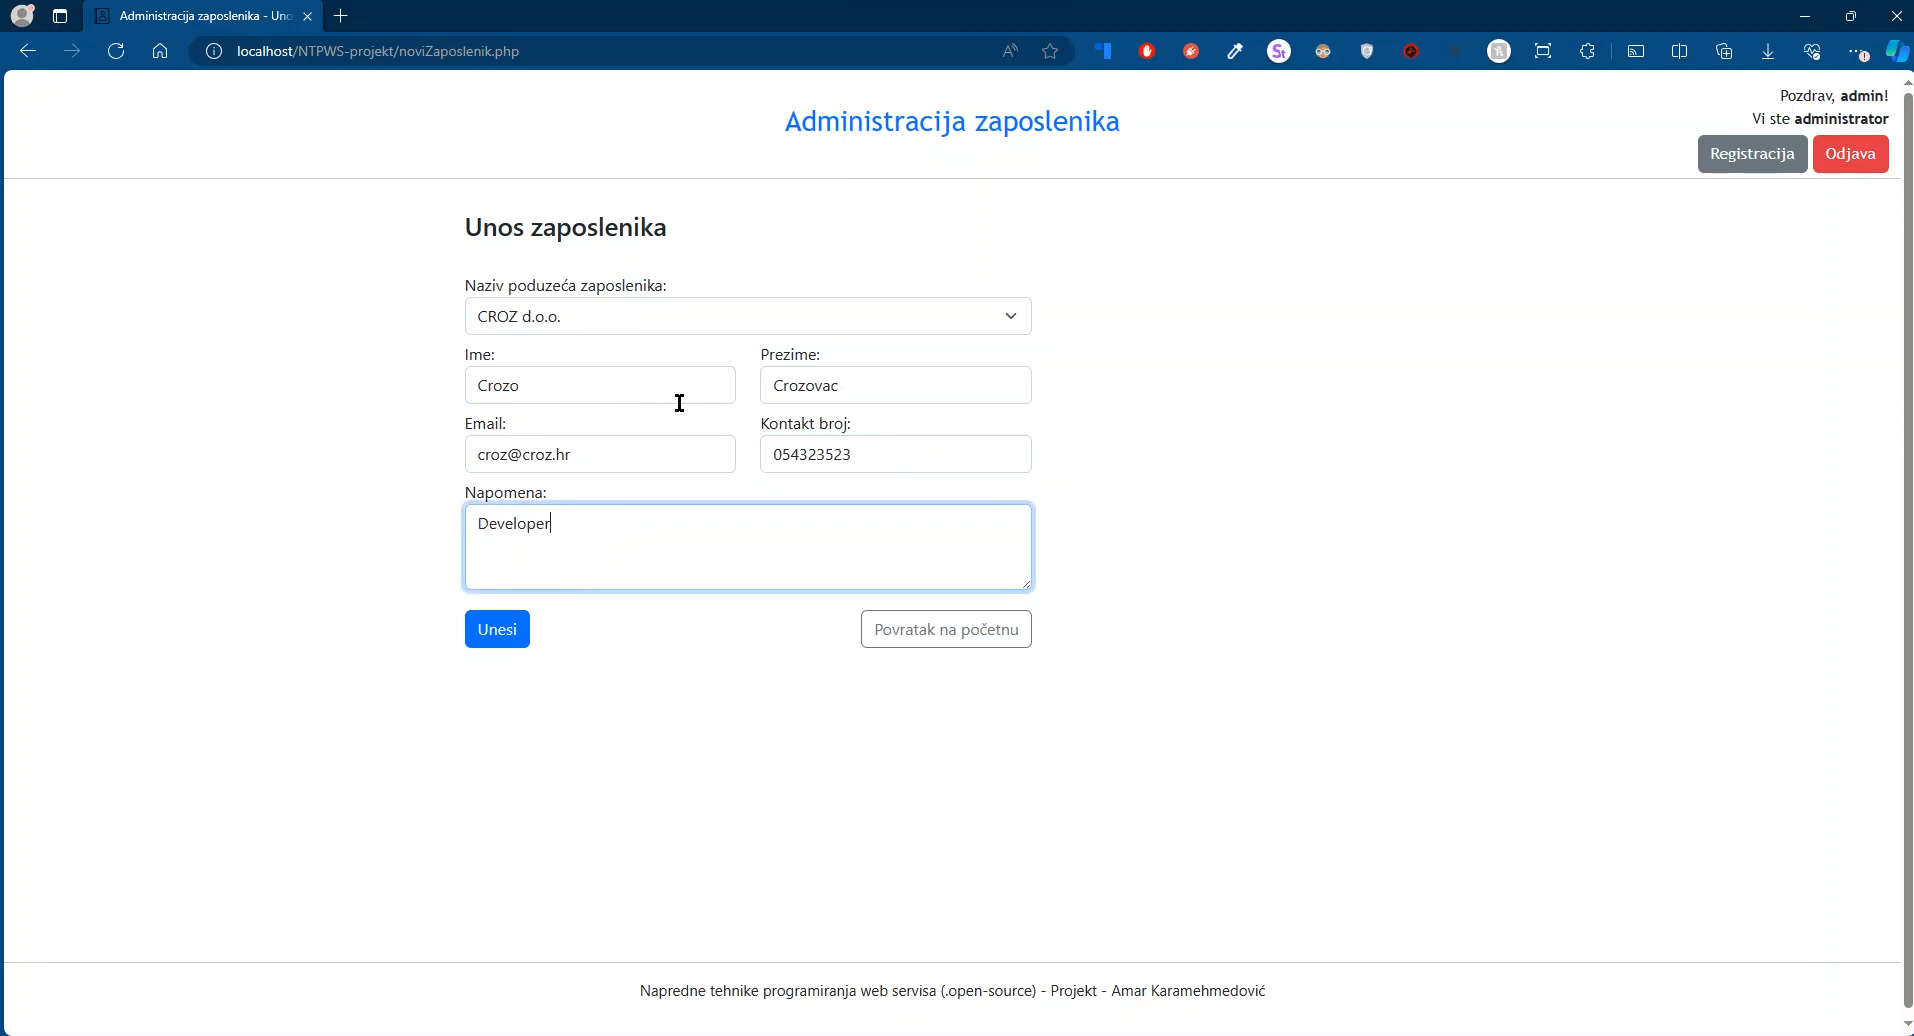 Administracija zaposlenika - Uno
localhost/NTPWS-projekt/noviZaposlenik.php
Pozdrav, admin!
Administracija zaposlenika
Vi ste administrator
Registracija
Odjava
Unos zaposlenika
Naziv poduzeća zaposlenika:
CROZ d.o.o.
Ime:
Prezime:
Crozo
Crozovac
Email:
Kontakt broj:
croz@croz.hr
054323523
Napomena:
Developer
Unesi
Povratak na početnu
Napredne tehnike programiranja web servisa (.open-source) - Projekt - Amar Karamehmedović